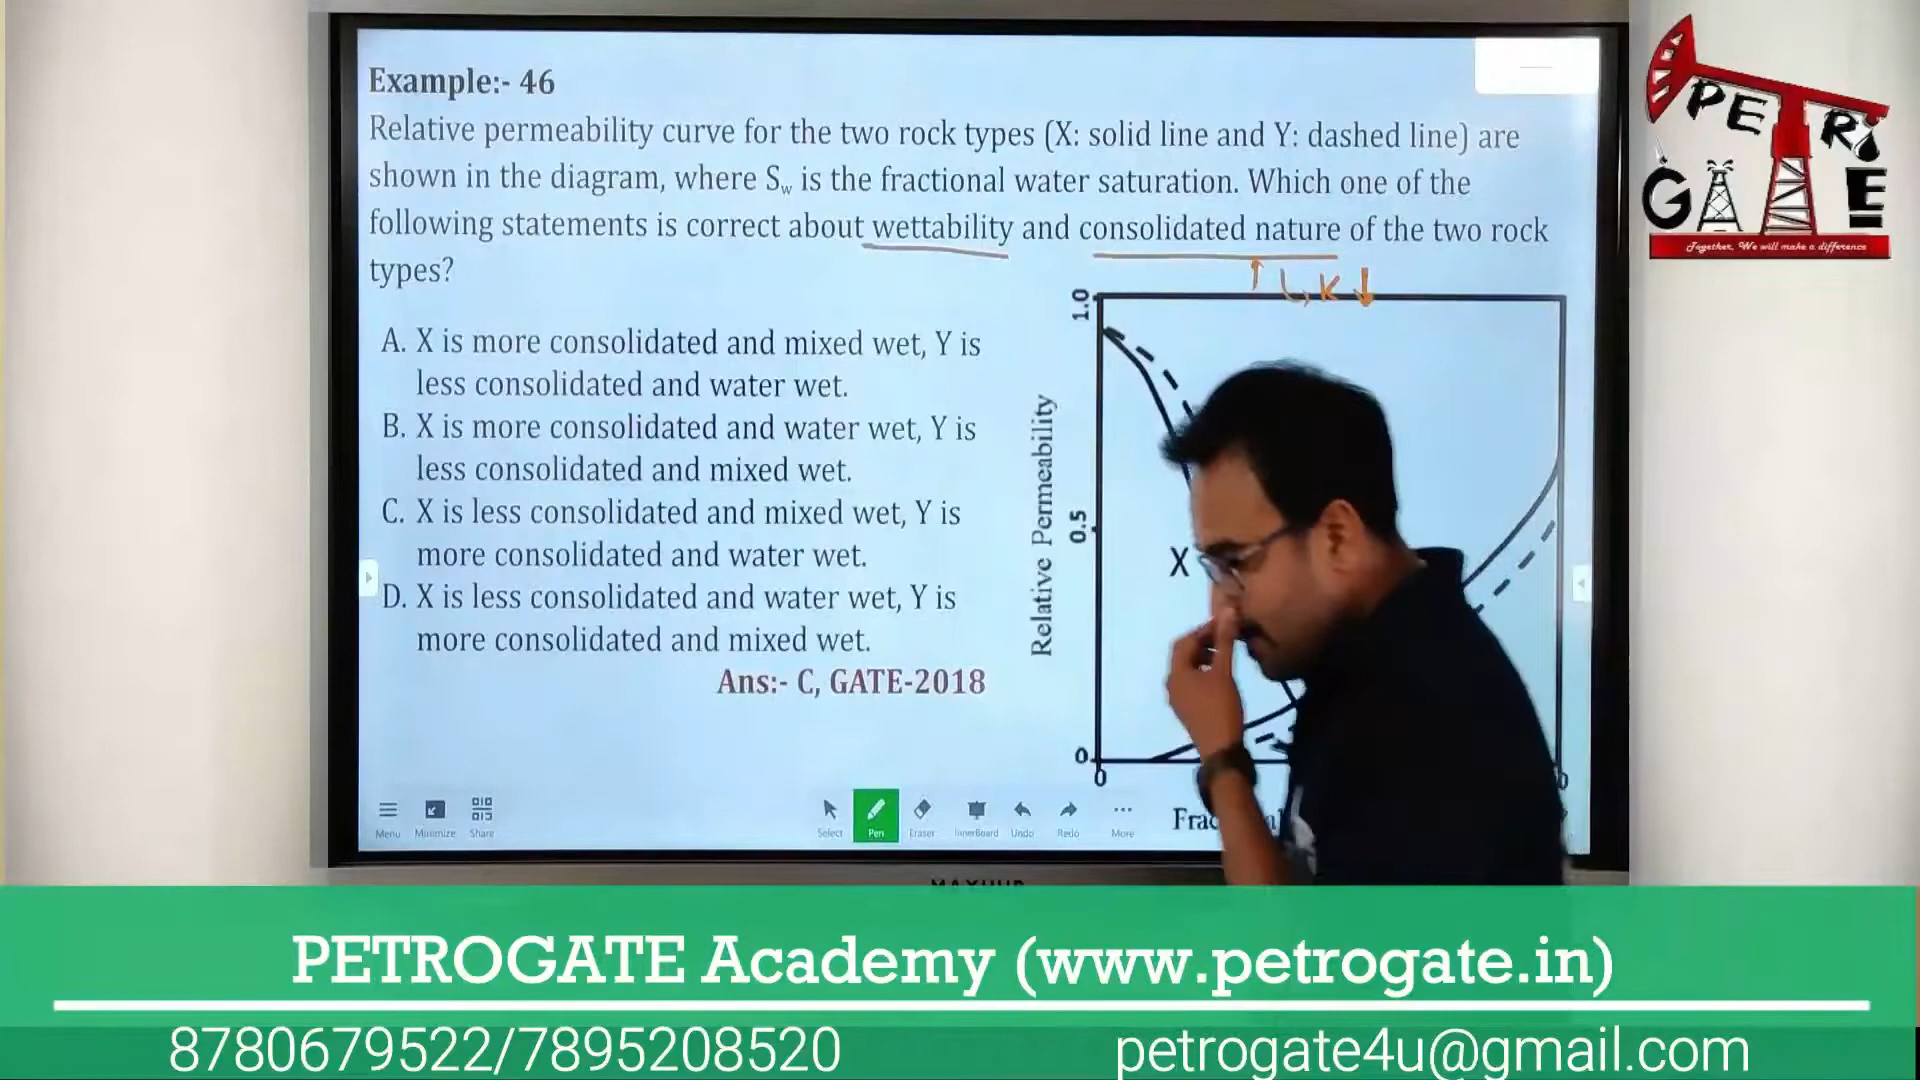 Example:- 46
Relative permeability curve for the two rock types (X: solid line and Y: dashed line) are
shown in the diagram, where Sw is the fractional water saturation. Which one of the
following statements is correct about wettability and consolidated nature of the two rock
types?
↑ L, K ↓
A. X is more consolidated and mixed wet, Y is
less consolidated and water wet.
B. X is more consolidated and water wet, Y is
less consolidated and mixed wet.
C. X is less consolidated and mixed wet, Y is
more consolidated and water wet.
D. X is less consolidated and water wet, Y is
more consolidated and mixed wet.
Ans:- C, GATE-2018
1.0
Relative Permeability
0.5
X
0
0
Menu
Minimize
Share
Select
Pen
Eraser
InnerBoard
Undo
Redo
More
PETR
GATE
Together, We will make a difference
PETROGATE Academy (www.petrogate.in)
8780679522/7895208520
petrogate4u@gmail.com